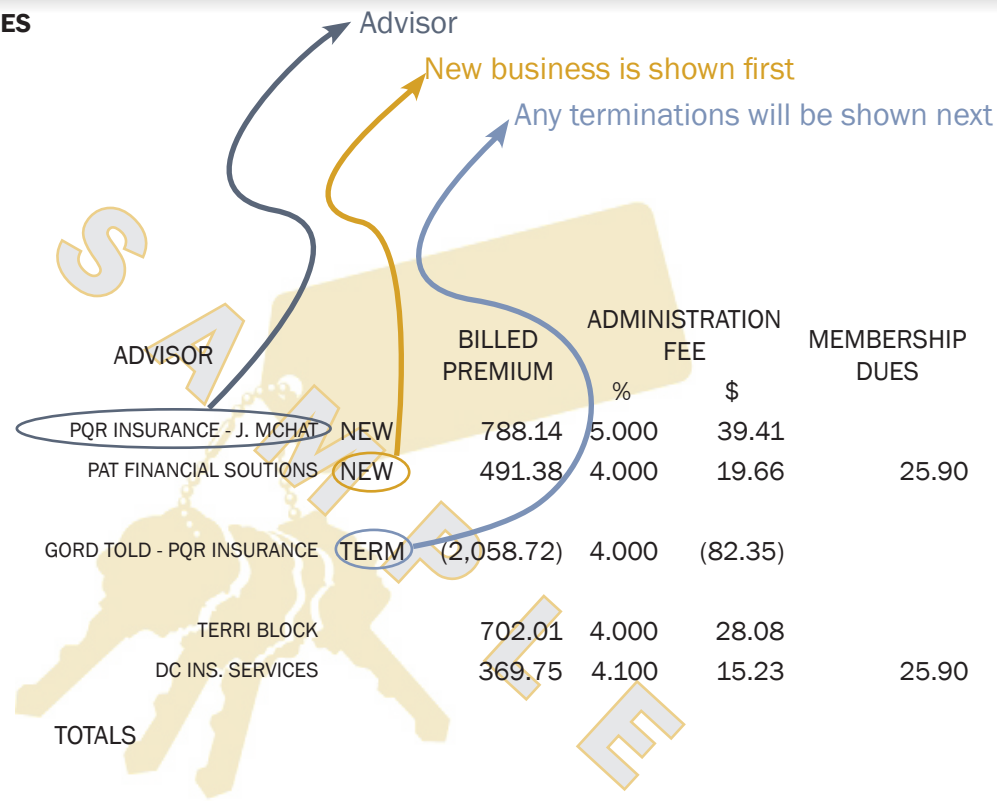 ES
Advisor
New business is shown first
Any terminations will be shown next
ADVISOR
BILLED PREMIUM
ADMINISTRATION FEE
MEMBERSHIP DUES
% $
PQR INSURANCE - J. MCHAT NEW 788.14 5.000 39.41
PAT FINANCIAL SOUTIONS NEW 491.38 4.000 19.66 25.90
GORD TOLD - PQR INSURANCE TERM (2,058.72) 4.000 (82.35)
TERRI BLOCK 702.01 4.000 28.08
DC INS. SERVICES 369.75 4.100 15.23 25.90
TOTALS
SAMPLE